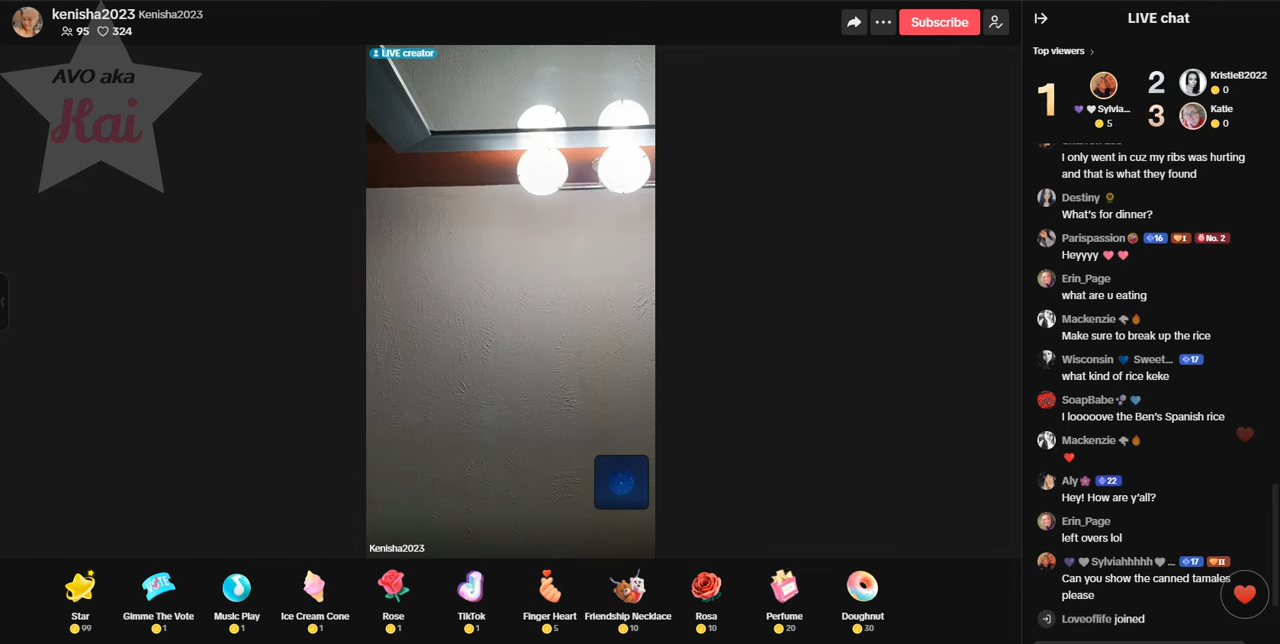 kenisha2023 Kenisha2023
95 324
Subscribe
LIVE chat
AVO aka
Kai
LIVE creator
Kenisha2023
Top viewers
1
Sylvia...
5
2
KristieB2022
0
3
Katie
0
I only went in cuz my ribs was hurting
and that is what they found
Destiny
What's for dinner?
Parispassion 16 I No. 2
Heyyyy
Erin_Page
what are u eating
Mackenzie
Make sure to break up the rice
Wisconsin Sweet... 17
what kind of rice keke
SoapBabe
I looooove the Ben's Spanish rice
Mackenzie
Aly 22
Hey! How are y'all?
Erin_Page
left overs lol
Sylviahhhhh ... 17 II
Can you show the canned tamales
please
Loveoflife joined
Star
99
Gimme The Vote
1
Music Play
1
Ice Cream Cone
1
Rose
1
TikTok
1
Finger Heart
5
Friendship Necklace
10
Rosa
10
Perfume
20
Doughnut
30